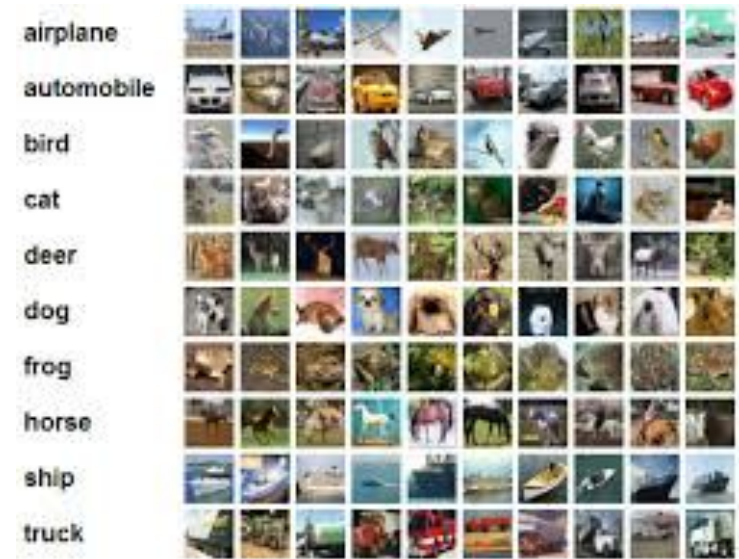 airplane
automobile
bird
cat
deer
dog
frog
horse
ship
truck